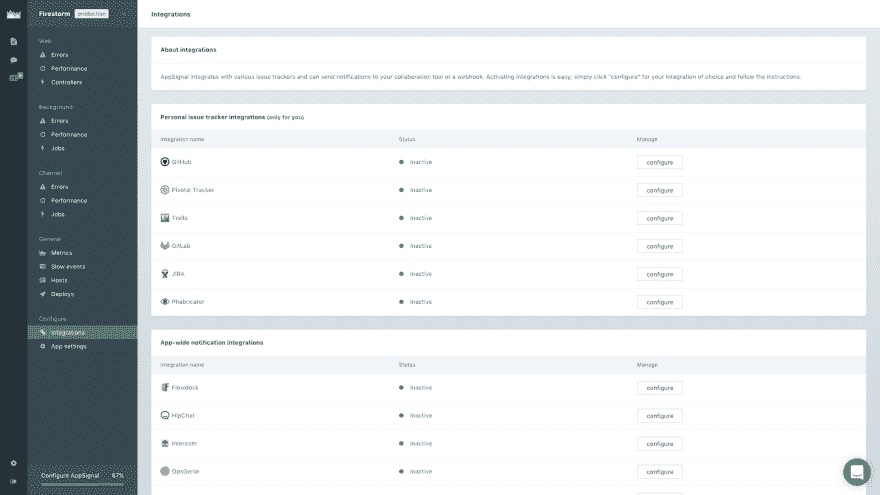 Firestorm production
Web
Errors
Performance
Controllers
Background
Errors
Performance
Jobs
Channel
Errors
Performance
Jobs
General
Metrics
Slow events
Hosts
Deploys
Configure
Integrations
App settings
Configure AppSignal 67%
Integrations
About integrations
AppSignal integrates with various issue trackers and can send notifications to your collaboration tool or a webhook. Activating integrations is easy; simply click "configure" for your integration of choice and follow the instructions.
Personal issue tracker integrations (only for you)
Integration name Status Manage
GitHub Inactive configure
Pivotal Tracker Inactive configure
Trello Inactive configure
GitLab Inactive configure
JIRA Inactive configure
Phabricator Inactive configure
App-wide notification integrations
Integration name Status Manage
Flowdock Inactive configure
HipChat Inactive configure
Intercom Inactive configure
OpsGenie Inactive configure